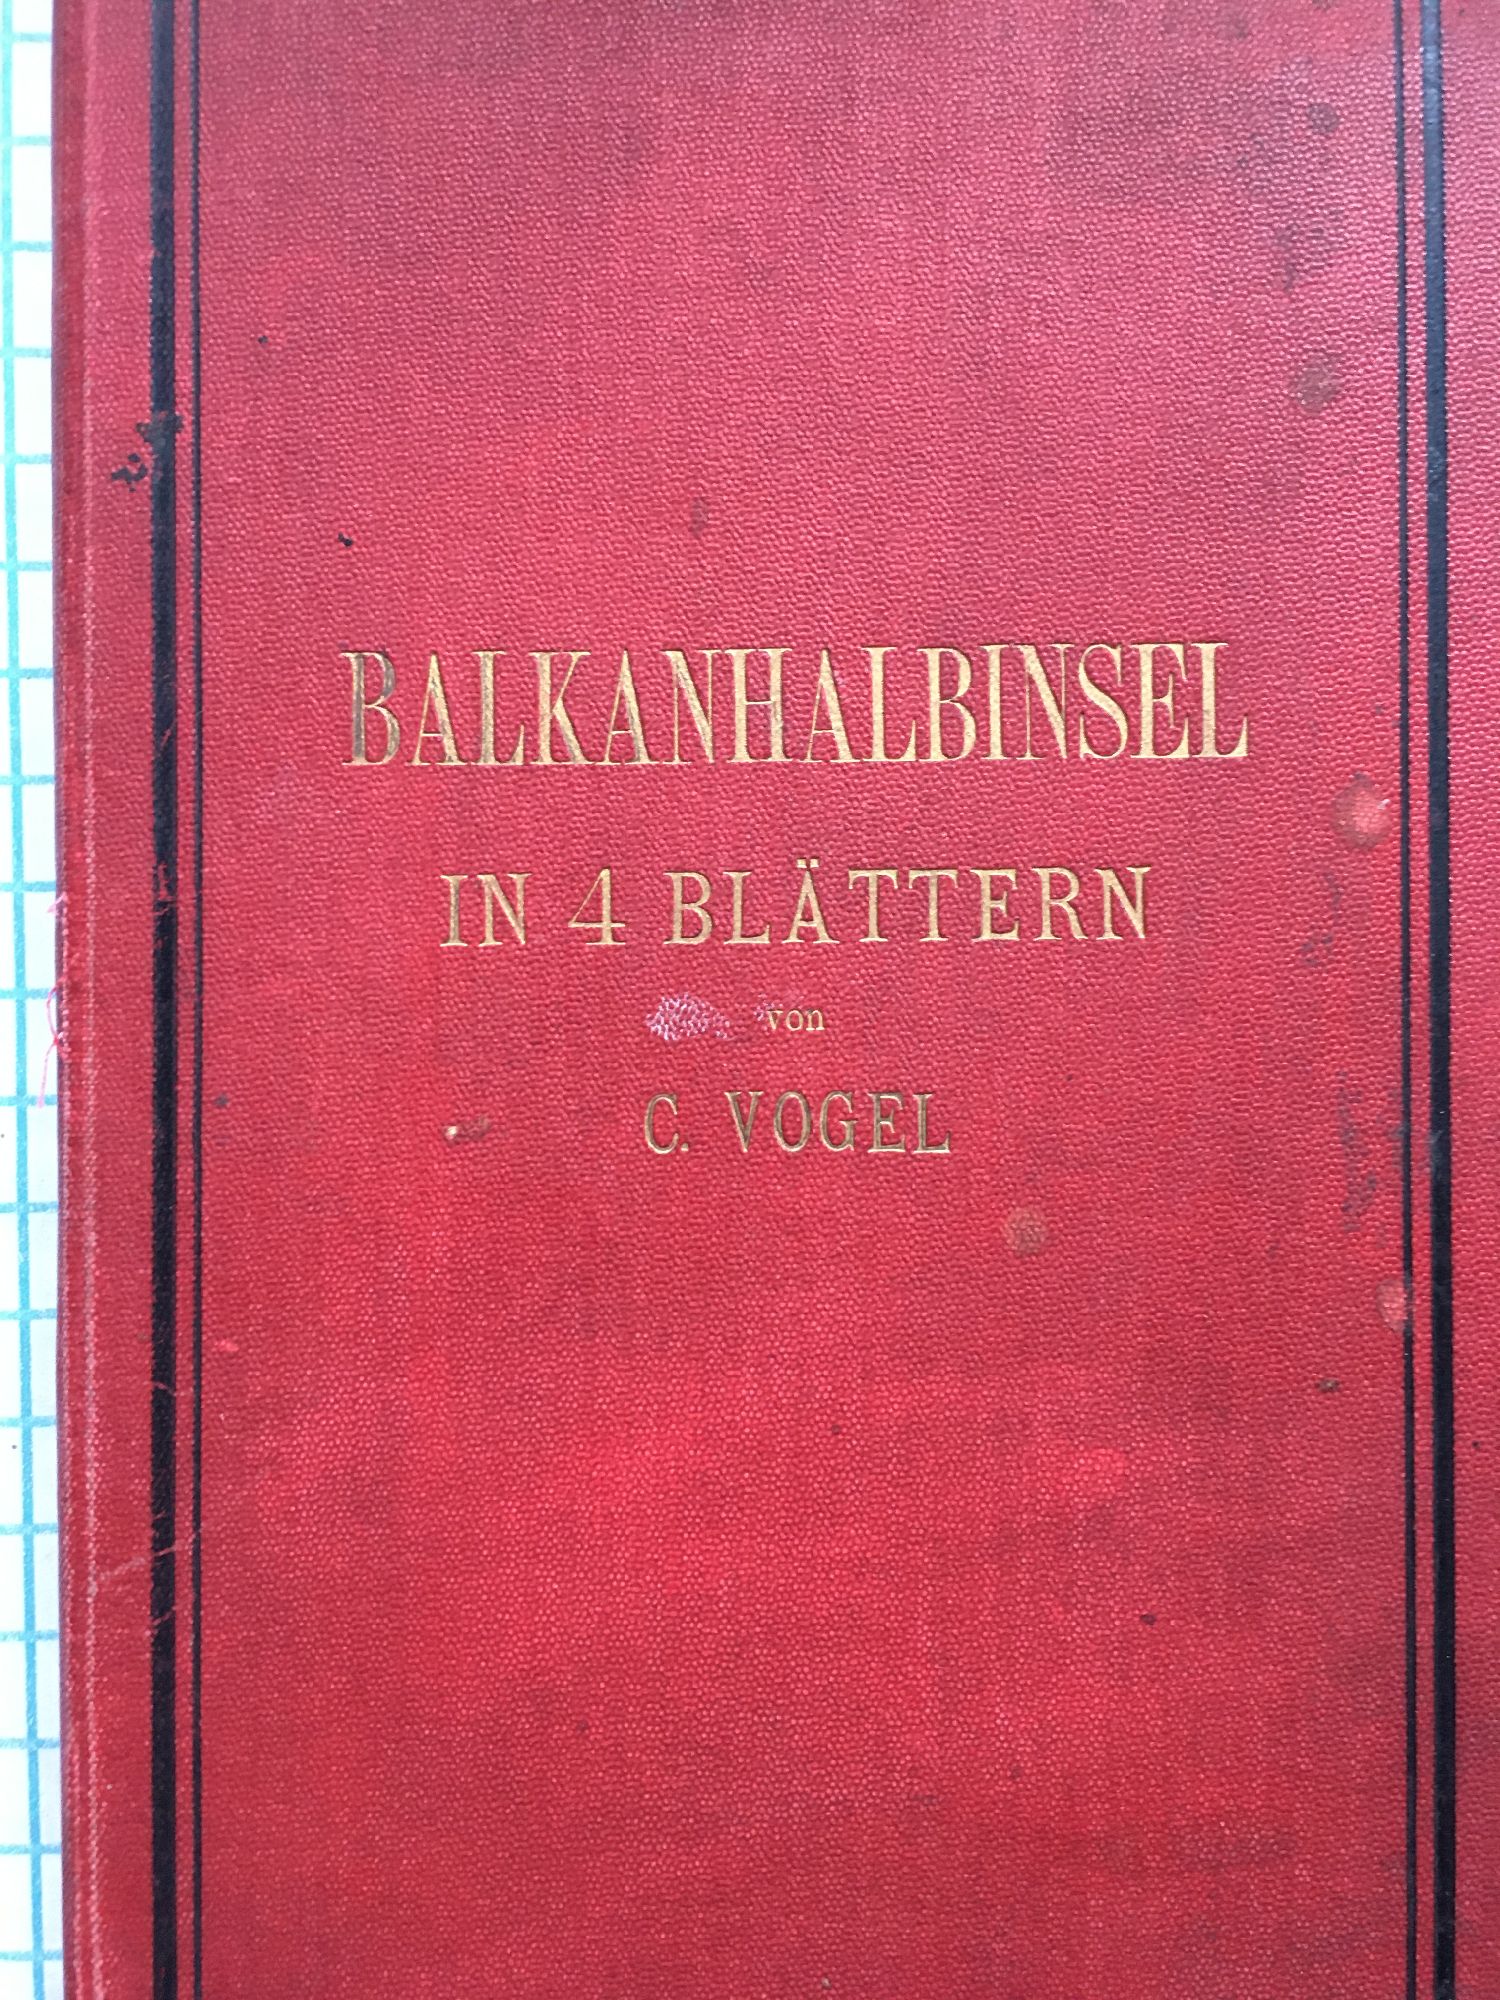 BALKANHALBINSEL
IN 4 BLÄTTERN
von
C. VOGEL